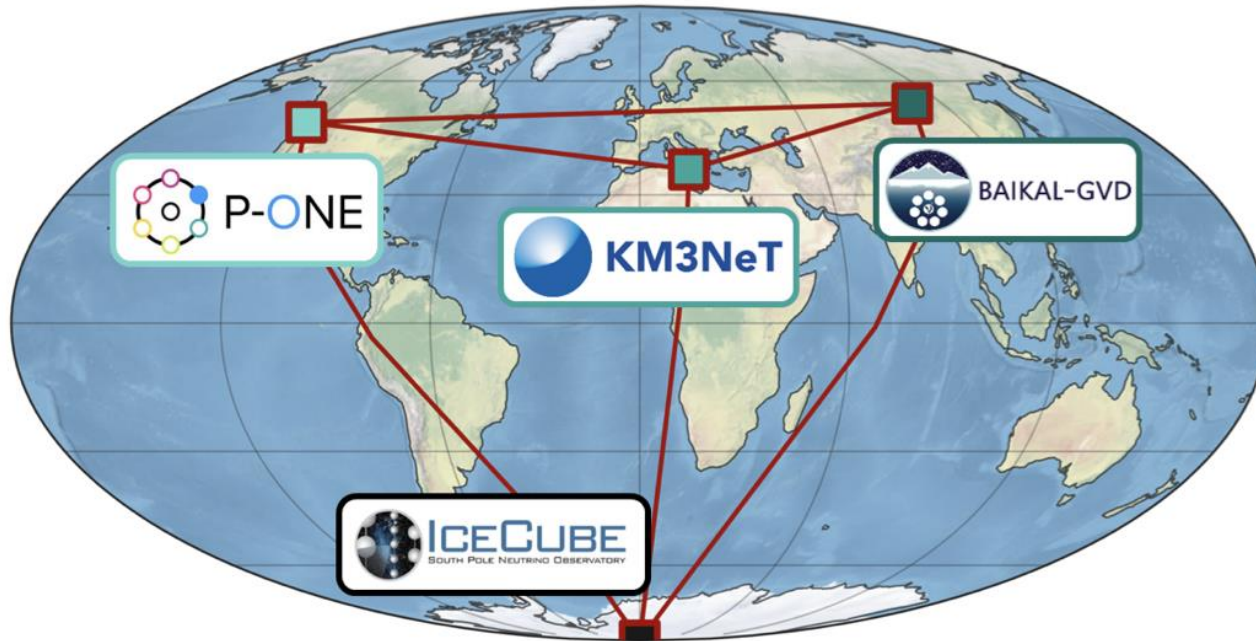 P-ONE
KM3NeT
BAIKAL-GVD
ICECUBE
SOUTH POLE NEUTRINO OBSERVATORY